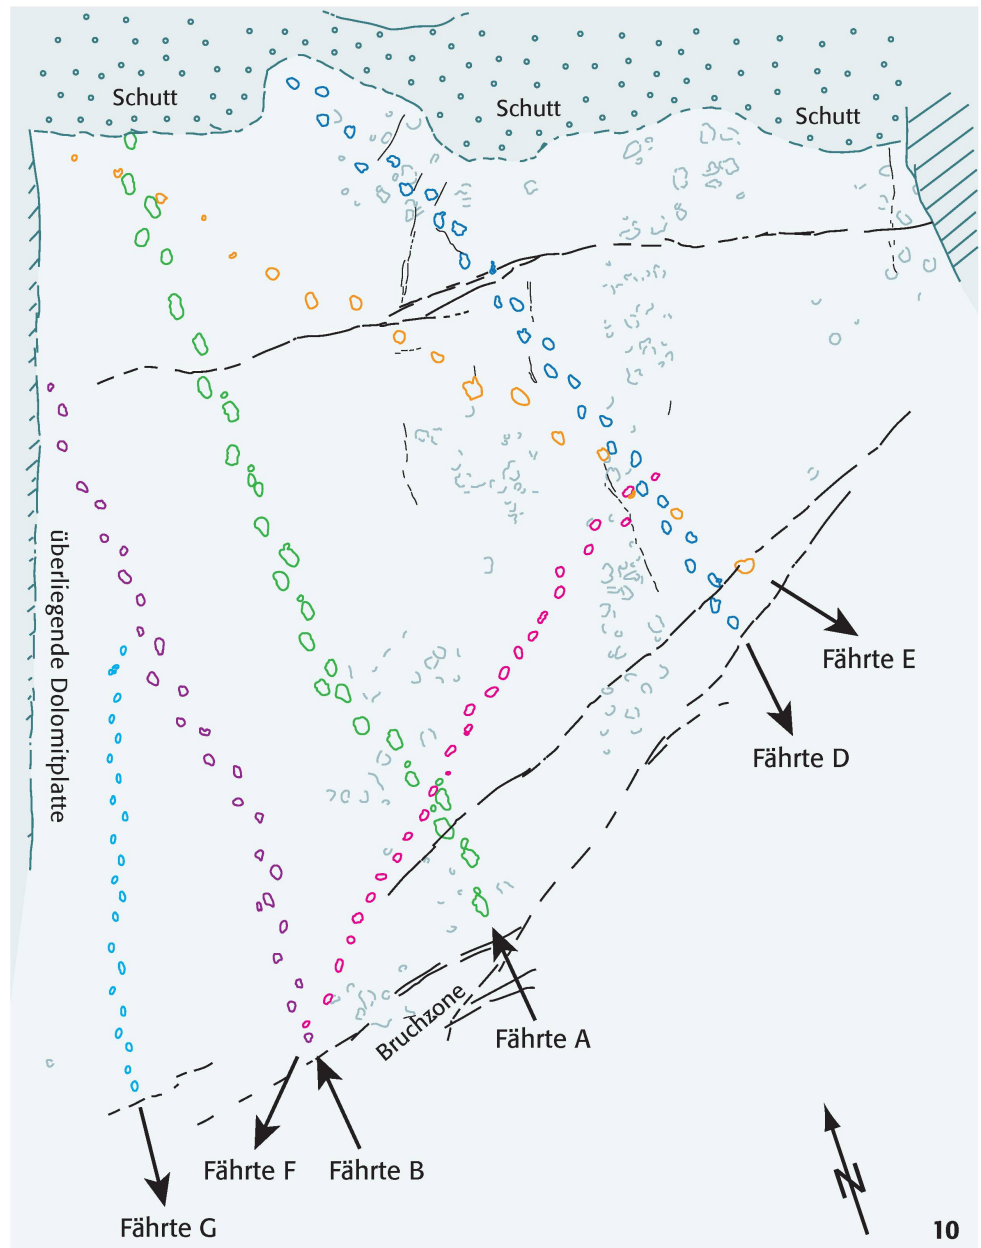 Schutt
Schutt
Schutt
überliegende Dolomitplatte
Fährte E
Fährte D
Bruchzone
Fährte A
Fährte F
Fährte B
Fährte G
N
10